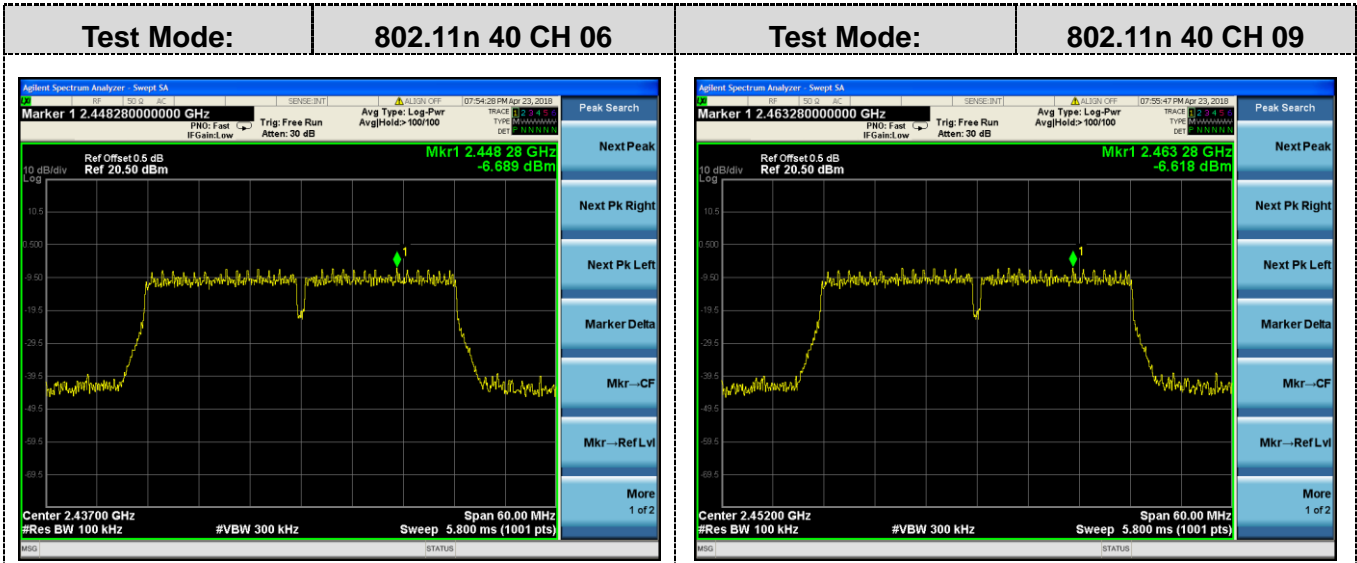 Test Mode: 802.11n 40 CH 06 Test Mode: 802.11n 40 CH 09
Agilent Spectrum Analyzer - Swept SA
RF 50 Ω AC SENSE:INT ALIGN OFF 07:54:28 PM Apr 23, 2018
Marker 1 2.448280000000 GHz
PNO: Fast
IFGain:Low
Trig: Free Run
Atten: 30 dB
Avg Type: Log-Pwr
Avg|Hold:> 100/100
TRACE 1 2 3 4 5 6
TYPE M
DET P N N N N N
Mkr1 2.448 28 GHz
-6.689 dBm
Ref Offset 0.5 dB
Ref 20.50 dBm
10 dB/div
Log
10.5
0.500
-9.50
-19.5
-29.5
-39.5
-49.5
-59.5
-69.5
1
Center 2.43700 GHz
Span 60.00 MHz
#Res BW 100 kHz
#VBW 300 kHz
Sweep 5.800 ms (1001 pts)
MSG STATUS
Peak Search
Next Peak
Next Pk Right
Next Pk Left
Marker Delta
Mkr→CF
Mkr→Ref Lvl
More
1 of 2
Agilent Spectrum Analyzer - Swept SA
RF 50 Ω AC SENSE:INT ALIGN OFF 07:55:47 PM Apr 23, 2018
Marker 1 2.463280000000 GHz
PNO: Fast
IFGain:Low
Trig: Free Run
Atten: 30 dB
Avg Type: Log-Pwr
Avg|Hold:> 100/100
TRACE 1 2 3 4 5 6
TYPE M
DET P N N N N N
Mkr1 2.463 28 GHz
-6.618 dBm
Ref Offset 0.5 dB
Ref 20.50 dBm
10 dB/div
Log
10.5
0.500
-9.50
-19.5
-29.5
-39.5
-49.5
-59.5
-69.5
1
Center 2.45200 GHz
Span 60.00 MHz
#Res BW 100 kHz
#VBW 300 kHz
Sweep 5.800 ms (1001 pts)
MSG STATUS
Peak Search
Next Peak
Next Pk Right
Next Pk Left
Marker Delta
Mkr→CF
Mkr→Ref Lvl
More
1 of 2